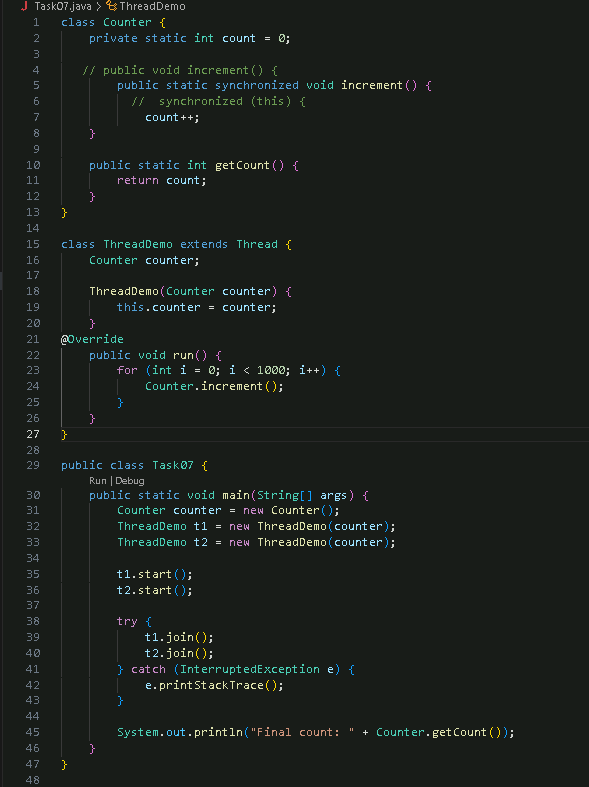 J Task07.java > ThreadDemo
1 class Counter {
2     private static int count = 0;
3
4    // public void increment() {
5         public static synchronized void increment() {
6           //  synchronized (this) {
7             count++;
8     }
9
10     public static int getCount() {
11         return count;
12     }
13 }
14
15 class ThreadDemo extends Thread {
16     Counter counter;
17
18     ThreadDemo(Counter counter) {
19         this.counter = counter;
20     }
21 @Override
22     public void run() {
23         for (int i = 0; i < 1000; i++) {
24             Counter.increment();
25         }
26     }
27 }
28
29 public class Task07 {
Run | Debug
30     public static void main(String[] args) {
31         Counter counter = new Counter();
32         ThreadDemo t1 = new ThreadDemo(counter);
33         ThreadDemo t2 = new ThreadDemo(counter);
34
35         t1.start();
36         t2.start();
37
38         try {
39             t1.join();
40             t2.join();
41         } catch (InterruptedException e) {
42             e.printStackTrace();
43         }
44
45         System.out.println("Final count: " + Counter.getCount());
46     }
47 }
48